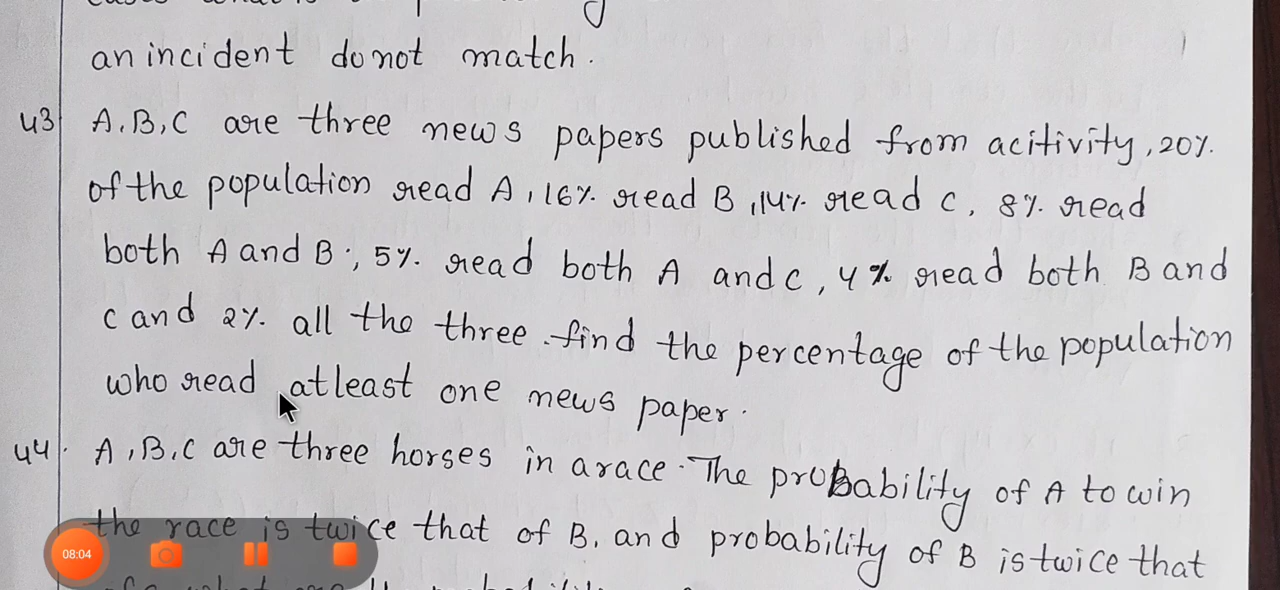 an incident do not match.
43 A, B, C are three news papers published from acitivity, 20%.
of the population read A, 16% read B, 14% read C, 8% read
both A and B, 5% read both A and C, 4% read both B and
C and 2% all the three. find the percentage of the population
who read atleast one news paper.
44. A, B, C are three horses in a race. The probability of A to win
the race is twice that of B, and probability of B is twice that
08:04